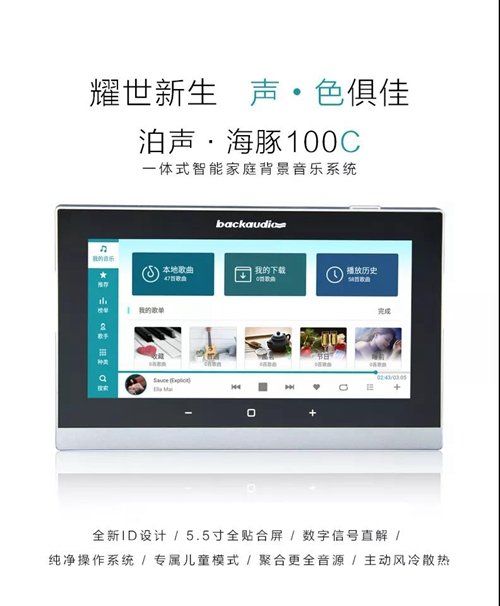 耀世新生 声·色俱佳
泊声·海豚100C
一体式智能家庭背景音乐系统
backaudio
我的音乐
推荐
榜单
歌手
种类
搜索
本地歌曲
47首歌曲
我的下载
0首歌曲
播放历史
58首歌曲
我的歌单
完成
收藏
0首歌曲
0首歌曲
0首歌曲
节日
0首歌曲
睡前
0首歌曲
Sauce (Explicit)
Ella Mai
02:43/03:05
全新ID设计 / 5.5寸全贴合屏 / 数字信号直解 /
纯净操作系统 / 专属儿童模式 / 聚合更全音源 / 主动风冷散热